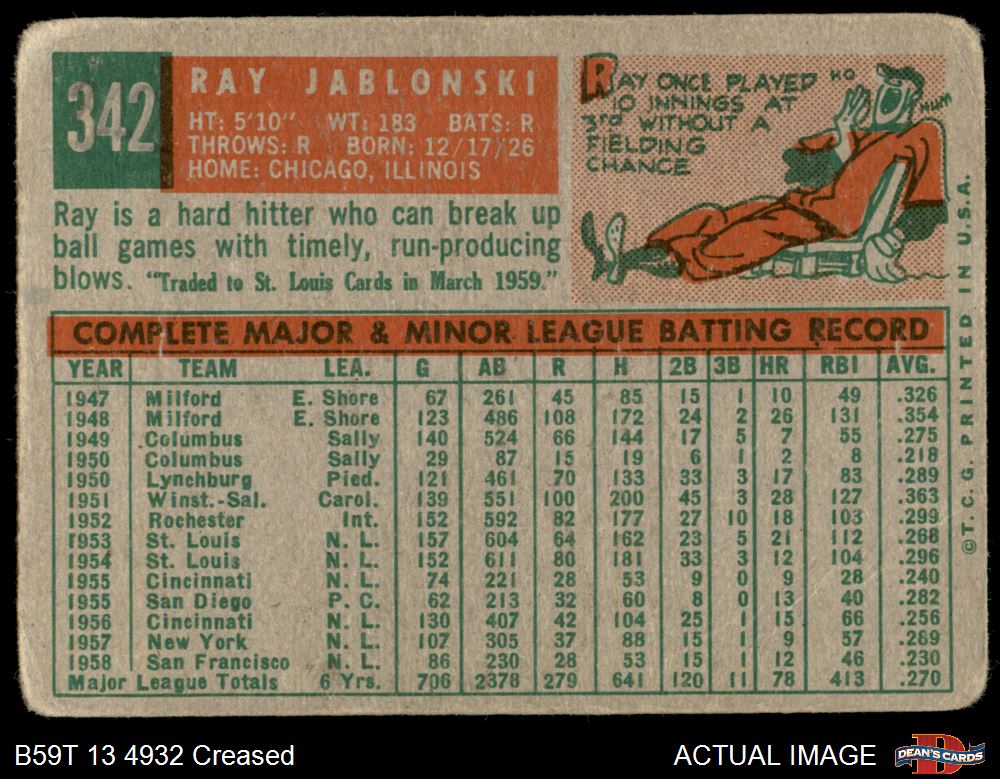 342
RAY JABLONSKI
HT: 5'10" WT: 183 BATS: R
THROWS: R BORN: 12/17/26
HOME: CHICAGO, ILLINOIS
RAY ONCE PLAYED
10 INNINGS AT
3rd WITHOUT A
FIELDING
CHANCE
HO
HUM
Ray is a hard hitter who can break up
ball games with timely, run-producing
blows. "Traded to St. Louis Cards in March 1959."
COMPLETE MAJOR & MINOR LEAGUE BATTING RECORD
YEAR TEAM LEA. G AB R H 2B 3B HR RBI AVG.
1947 Milford E. Shore 67 261 45 85 15 1 10 49 .326
1948 Milford E. Shore 123 486 108 172 24 2 26 131 .354
1949 Columbus Sally 140 524 66 144 17 5 7 55 .275
1950 Columbus Sally 29 87 15 19 6 1 2 8 .218
1950 Lynchburg Pied. 121 461 70 133 33 3 17 83 .289
1951 Winst.-Sal. Carol. 139 551 100 200 45 3 28 127 .363
1952 Rochester Int. 152 592 82 177 27 10 18 103 .299
1953 St. Louis N. L. 157 604 64 162 23 5 21 112 .268
1954 St. Louis N. L. 152 611 80 181 33 3 12 104 .296
1955 Cincinnati N. L. 74 221 28 53 9 0 9 28 .240
1955 San Diego P. C. 62 213 32 60 8 0 13 40 .282
1956 Cincinnati N. L. 130 407 42 104 25 1 15 66 .256
1957 New York N. L. 107 305 37 88 15 1 9 57 .289
1958 San Francisco N. L. 86 230 28 53 15 1 12 46 .230
Major League Totals 6 Yrs. 706 2378 279 641 120 11 78 413 .270
©T. C. G. PRINTED IN U.S.A.
B59T 13 4932 Creased
ACTUAL IMAGE
DEAN'S CARDS